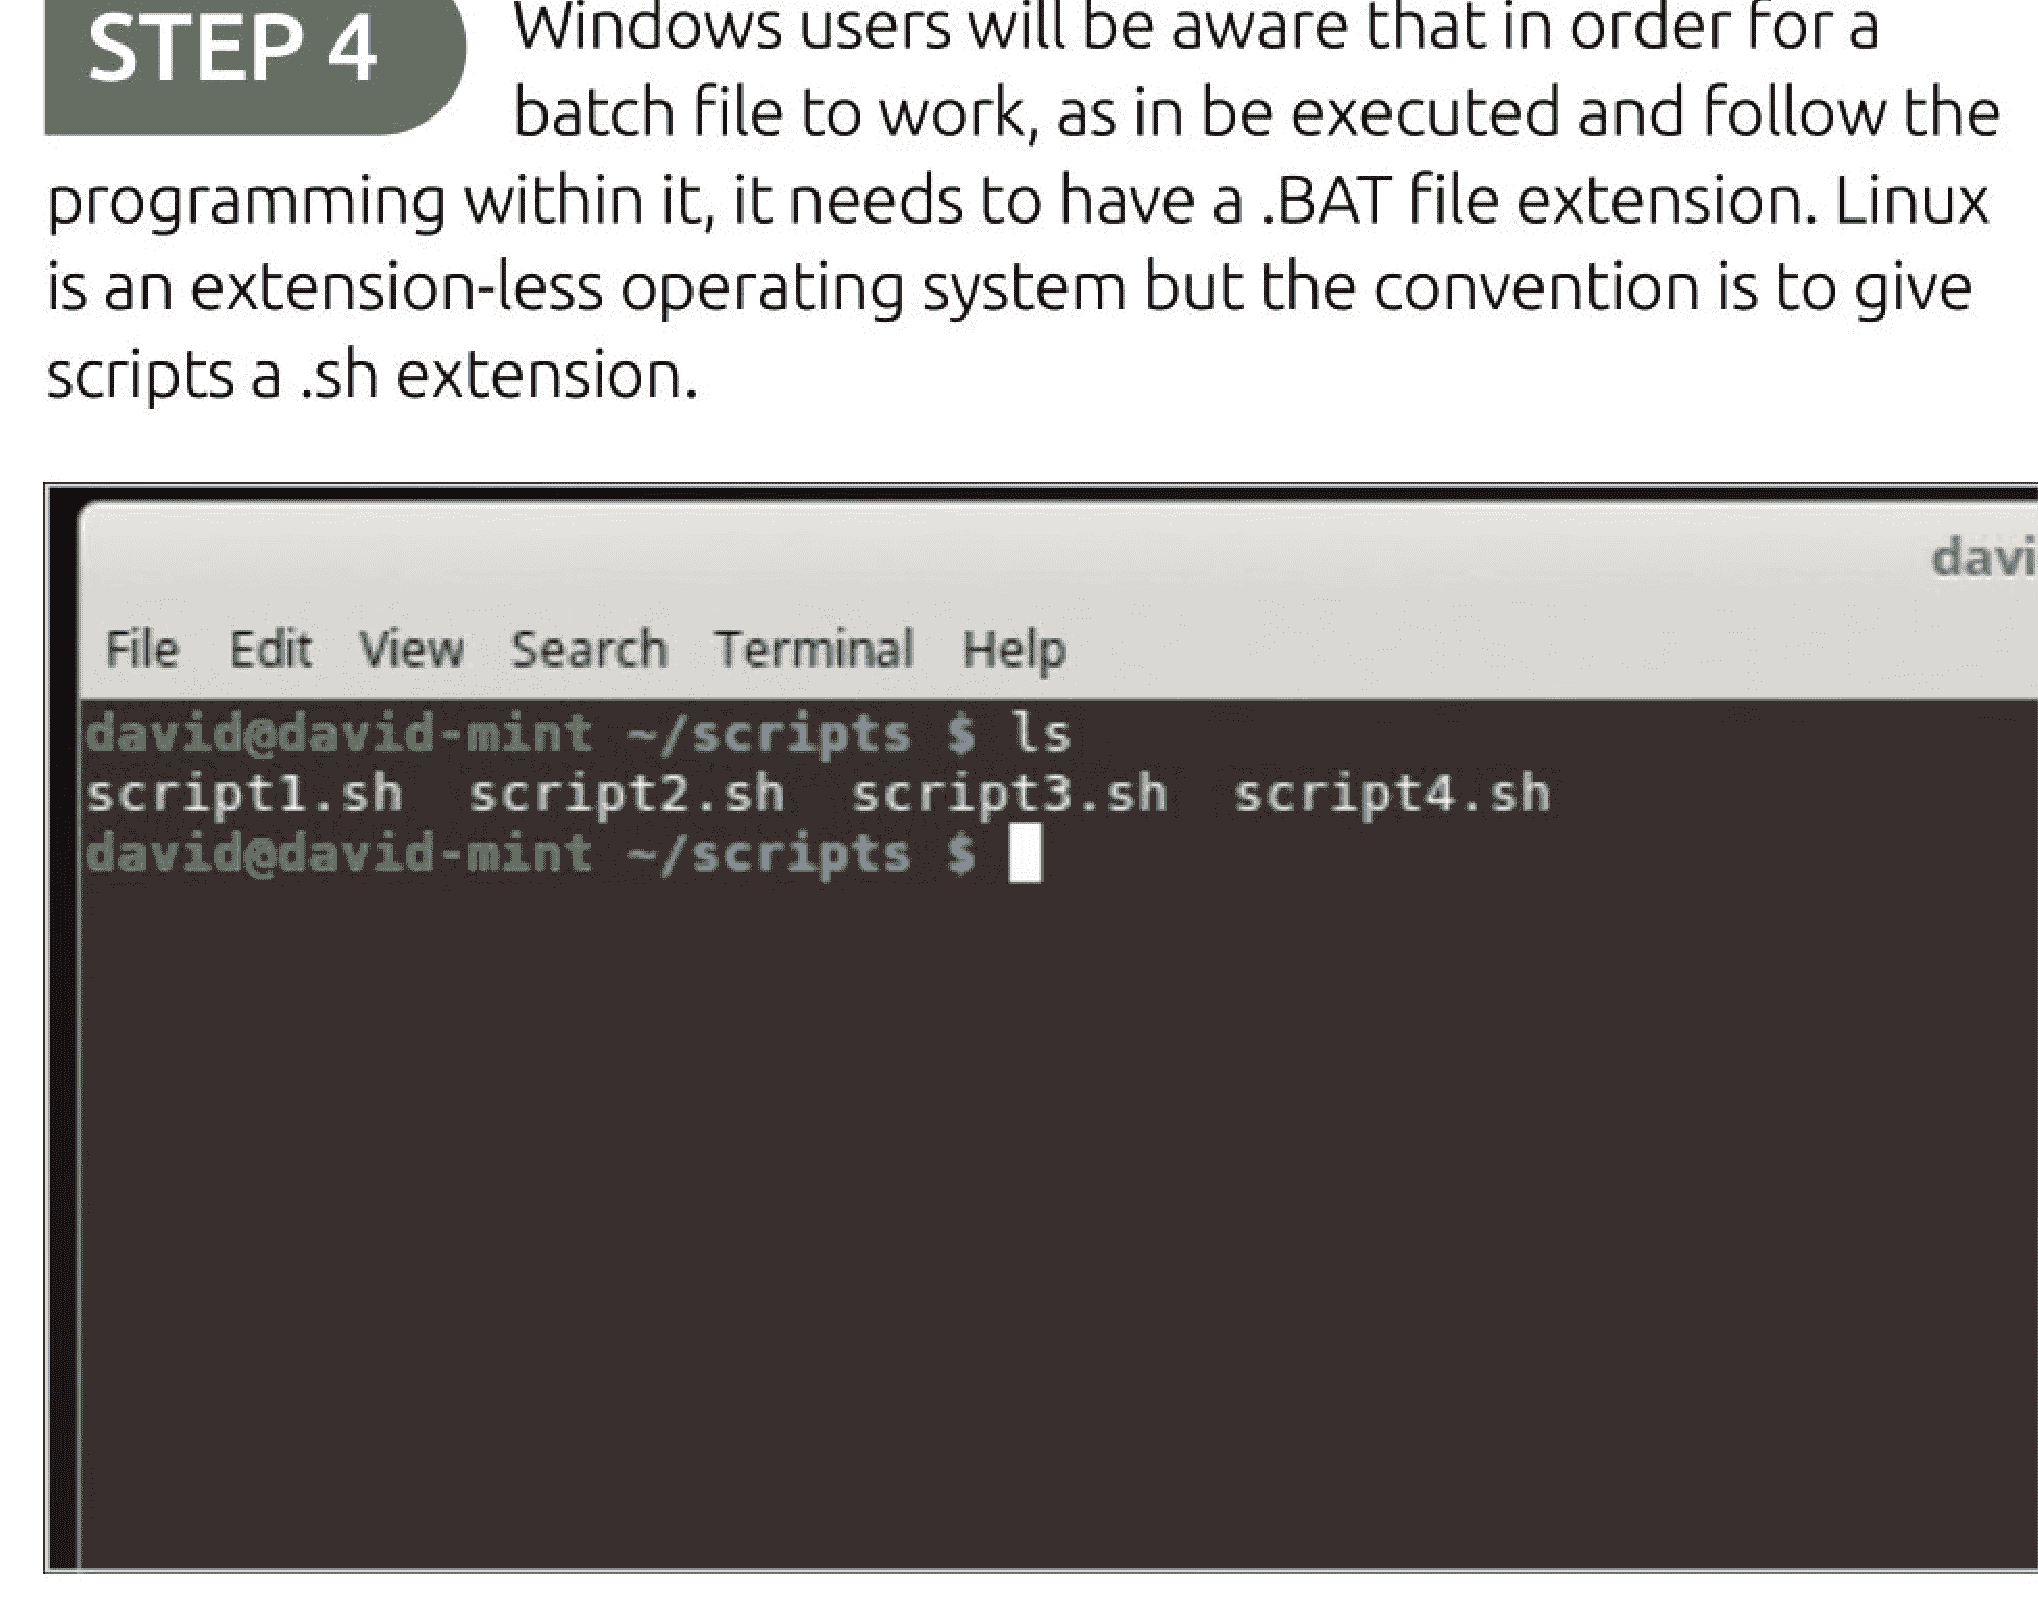 STEP 4
Windows users will be aware that in order for a
batch file to work, as in be executed and follow the
programming within it, it needs to have a .BAT file extension. Linux
is an extension-less operating system but the convention is to give
scripts a .sh extension.
davi
File Edit View Search Terminal Help
david@david-mint ~/scripts $ ls
script1.sh script2.sh script3.sh script4.sh
david@david-mint ~/scripts $